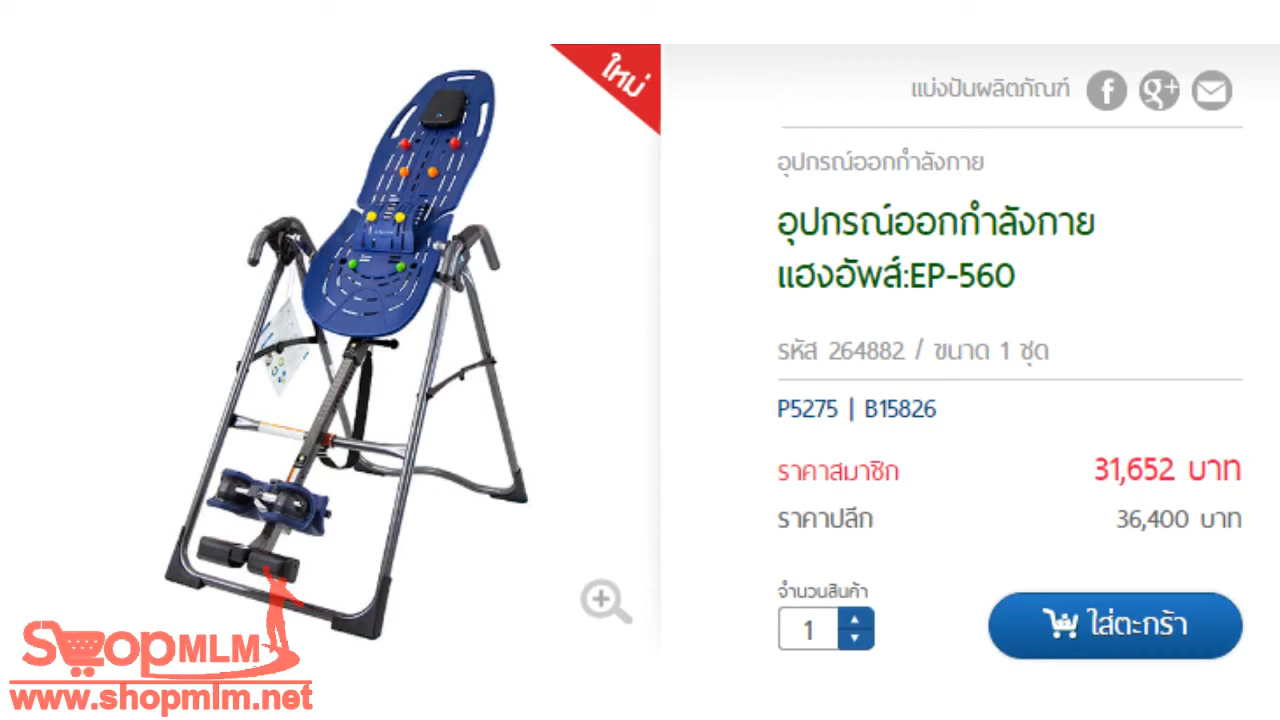 ใหม่
แบ่งปันผลิตภัณฑ์
f g+
อุปกรณ์ออกกำลังกาย
อุปกรณ์ออกกำลังกาย
แฮงอัพส์:EP-560
รหัส 264882 / ขนาด 1 ชุด
P5275 | B15826
ราคาสมาชิก 31,652 บาท
ราคาปลีก 36,400 บาท
จำนวนสินค้า
1
ใส่ตะกร้า
SHOPMLM
www.shopmlm.net